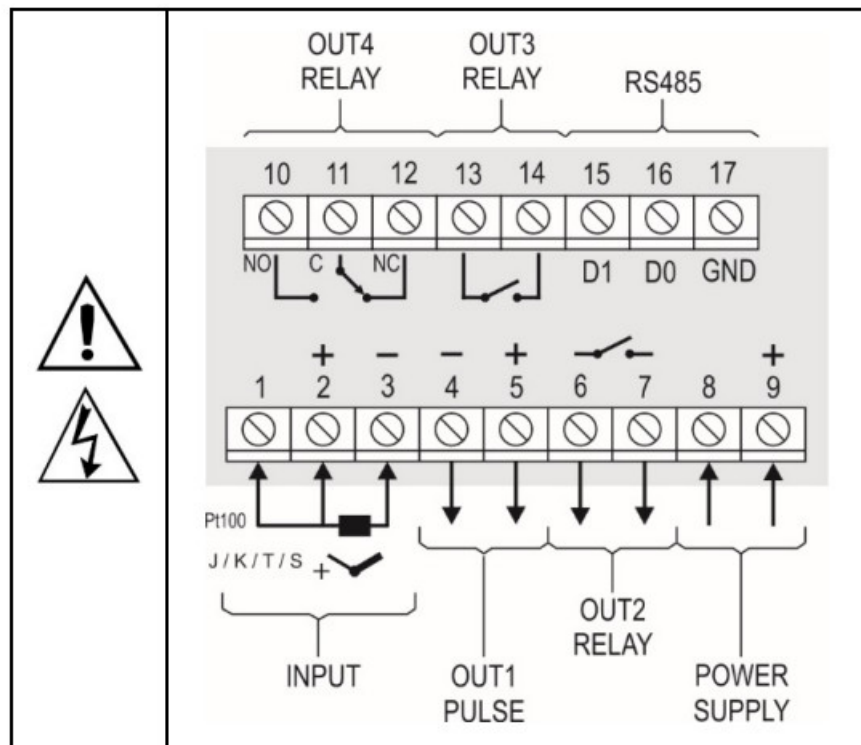 OUT4 OUT3
RELAY RELAY RS485
10 11 12 13 14 15 16 17
NO C NC D1 D0 GND
+ − − + +
1 2 3 4 5 6 7 8 9
Pt100
J / K / T / S +
INPUT
OUT1
PULSE
OUT2
RELAY
POWER
SUPPLY